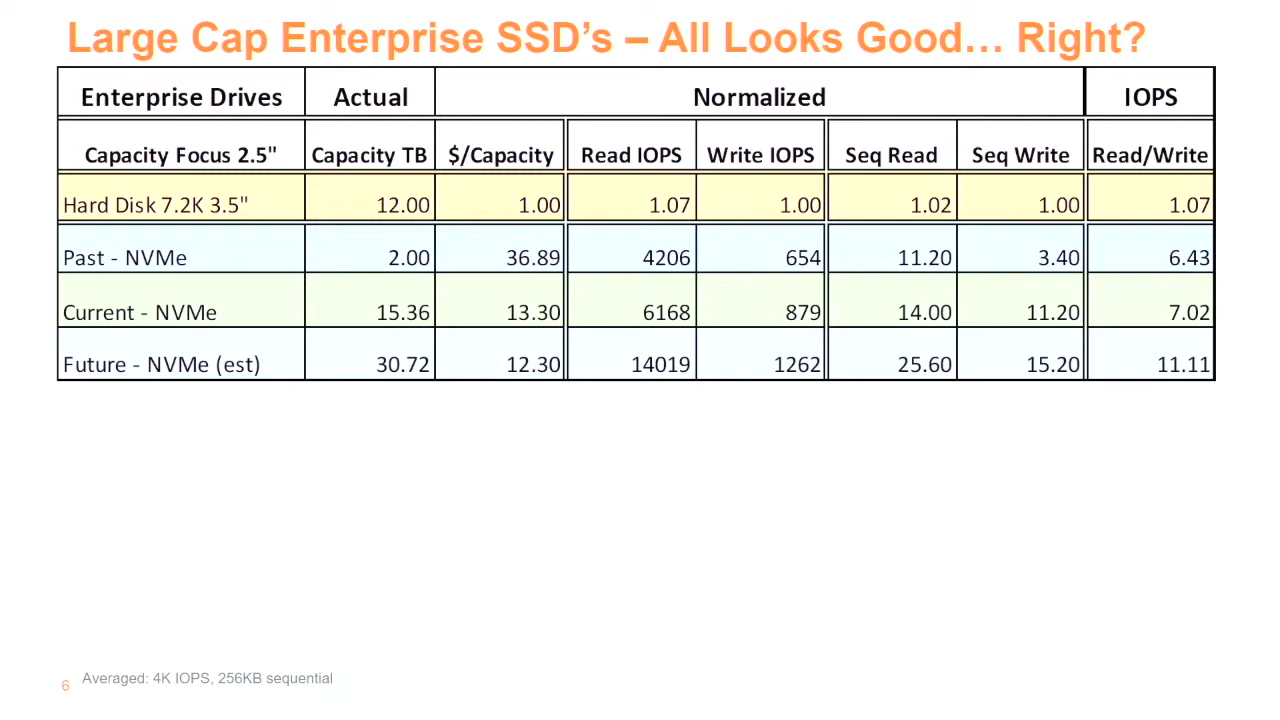 Large Cap Enterprise SSD’s – All Looks Good… Right?
Enterprise Drives Actual Normalized IOPS
Capacity Focus 2.5" Capacity TB $/Capacity Read IOPS Write IOPS Seq Read Seq Write Read/Write
Hard Disk 7.2K 3.5" 12.00 1.00 1.07 1.00 1.02 1.00 1.07
Past - NVMe 2.00 36.89 4206 654 11.20 3.40 6.43
Current - NVMe 15.36 13.30 6168 879 14.00 11.20 7.02
Future - NVMe (est) 30.72 12.30 14019 1262 25.60 15.20 11.11
6 Averaged: 4K IOPS, 256KB sequential